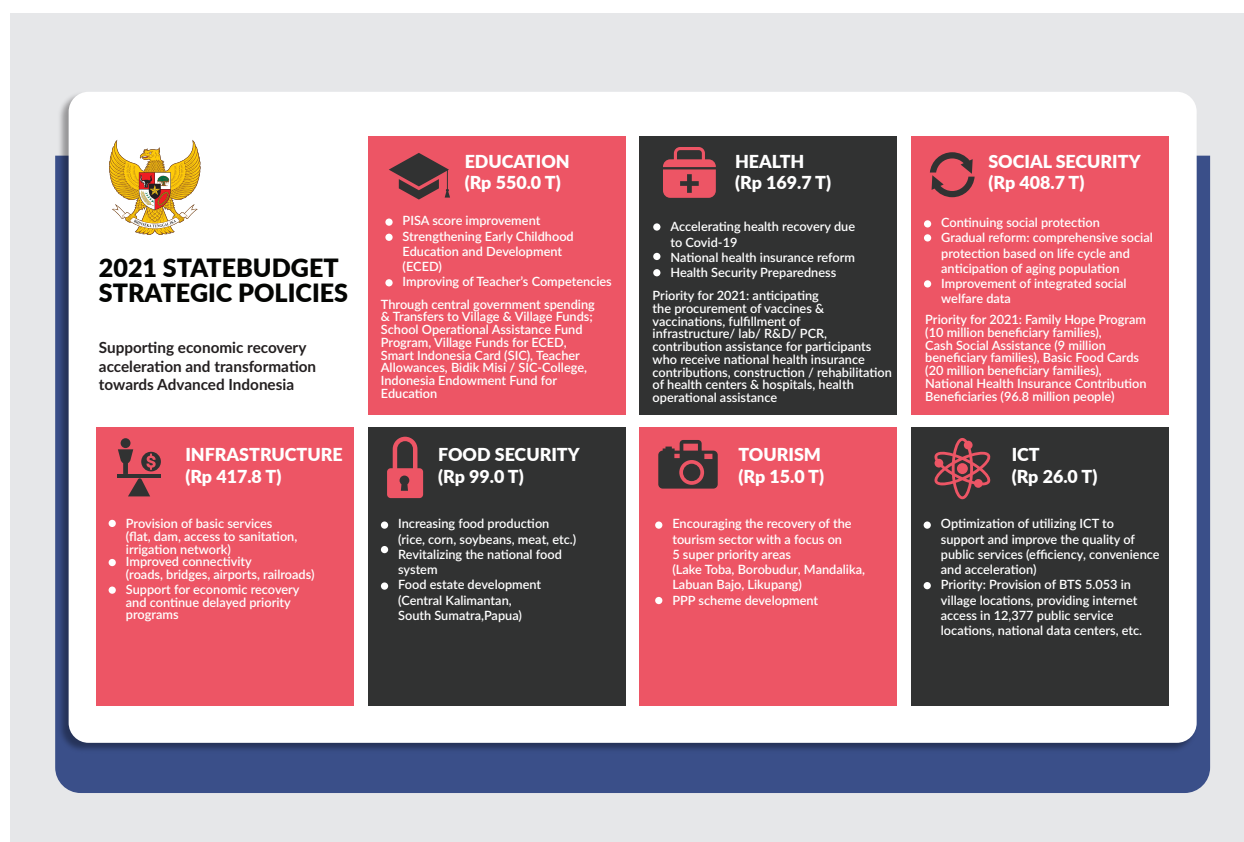 2021 STATEBUDGET
STRATEGIC POLICIES
Supporting economic recovery
acceleration and transformation
towards Advanced Indonesia
EDUCATION
(Rp 550.0 T)
● PISA score improvement
● Strengthening Early Childhood
Education and Development
(ECED)
● Improving of Teacher's Competencies
Through central government spending
& Transfers to Village & Village Funds;
School Operational Assistance Fund
Program, Village Funds for ECED,
Smart Indonesia Card (SIC), Teacher
Allowances, Bidik Misi / SIC-College,
Indonesia Endowment Fund for
Education
HEALTH
(Rp 169.7 T)
● Accelerating health recovery due
to Covid-19
● National health insurance reform
● Health Security Preparedness
Priority for 2021: anticipating
the procurement of vaccines &
vaccinations, fulfillment of
infrastructure/ lab/ R&D/ PCR,
contribution assistance for participants
who receive national health insurance
contributions, construction / rehabilitation
of health centers & hospitals, health
operational assistance
SOCIAL SECURITY
(Rp 408.7 T)
● Continuing social protection
● Gradual reform: comprehensive social
protection based on life cycle and
anticipation of aging population
● Improvement of integrated social
welfare data
Priority for 2021: Family Hope Program
(10 million beneficiary families),
Cash Social Assistance (9 million
beneficiary families), Basic Food Cards
(20 million beneficiary families),
National Health Insurance Contribution
Beneficiaries (96.8 million people)
INFRASTRUCTURE
(Rp 417.8 T)
● Provision of basic services
(flat, dam, access to sanitation,
irrigation network)
● Improved connectivity
(roads, bridges, airports, railroads)
● Support for economic recovery
and continue delayed priority
programs
FOOD SECURITY
(Rp 99.0 T)
● Increasing food production
(rice, corn, soybeans, meat, etc.)
● Revitalizing the national food
system
● Food estate development
(Central Kalimantan,
South Sumatra,Papua)
TOURISM
(Rp 15.0 T)
● Encouraging the recovery of the
tourism sector with a focus on
5 super priority areas
(Lake Toba, Borobudur, Mandalika,
Labuan Bajo, Likupang)
● PPP scheme development
ICT
(Rp 26.0 T)
● Optimization of utilizing ICT to
support and improve the quality of
public services (efficiency, convenience
and acceleration)
● Priority: Provision of BTS 5.053 in
village locations, providing internet
access in 12,377 public service
locations, national data centers, etc.